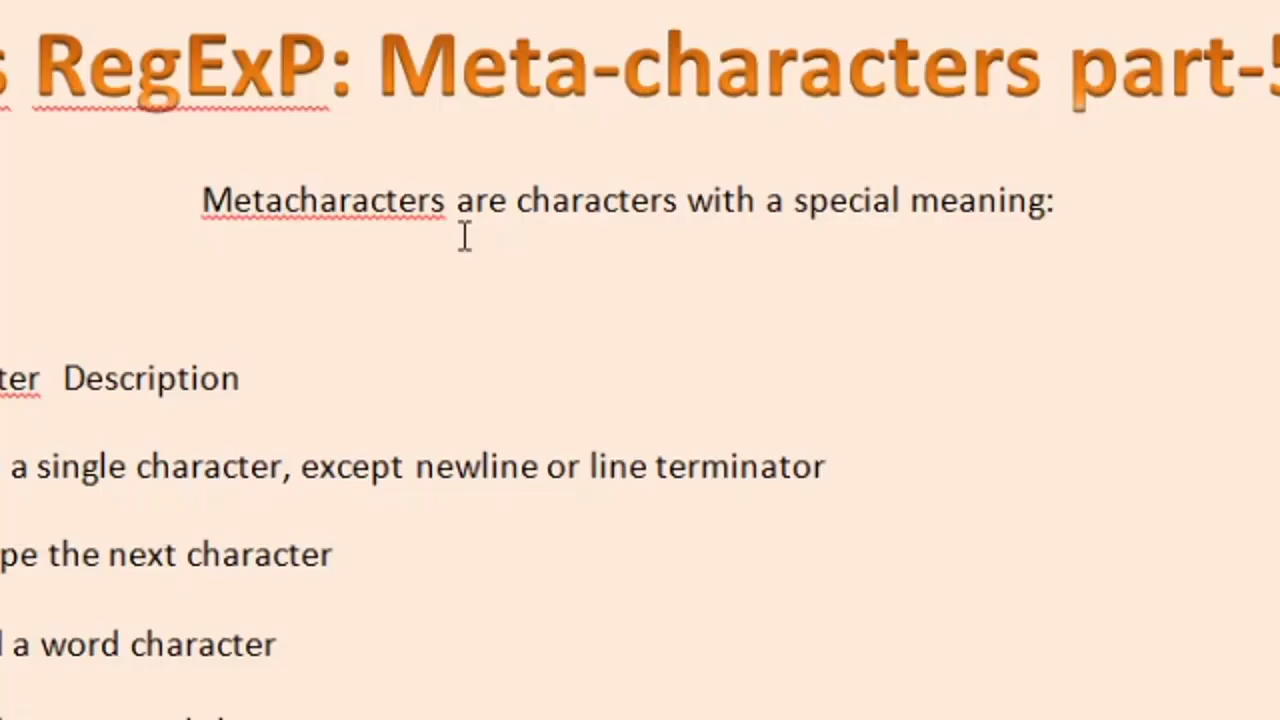 s RegExP: Meta-characters part-5
Metacharacters are characters with a special meaning:
ter Description
a single character, except newline or line terminator
pe the next character
a word character